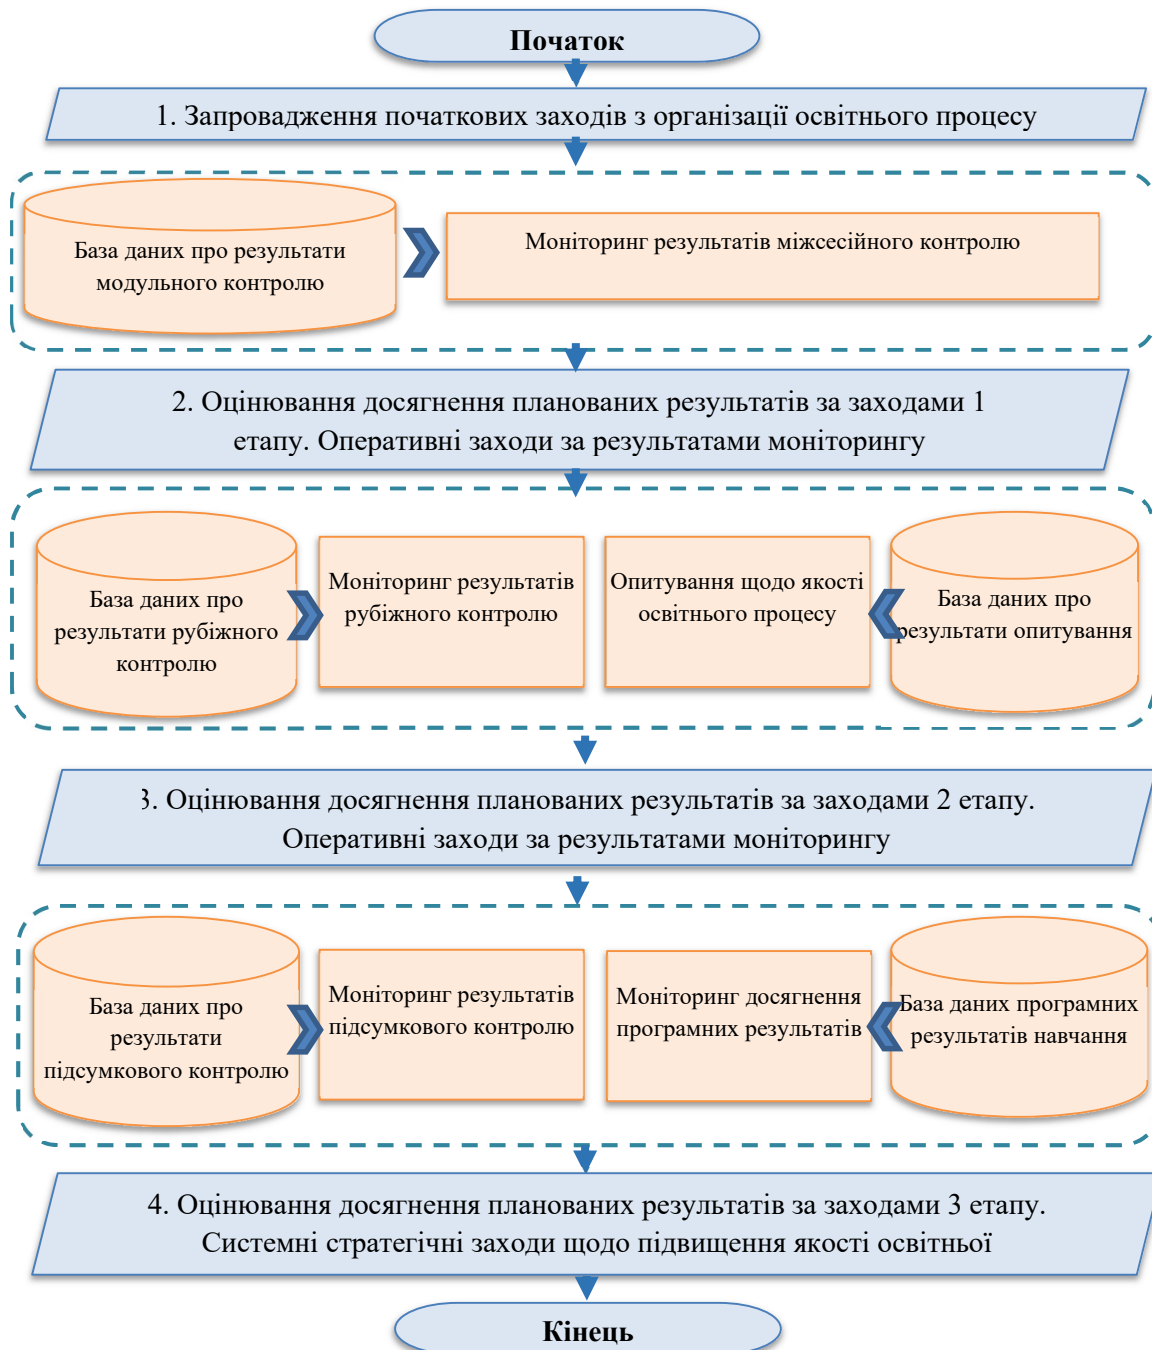 Початок
1. Запровадження початкових заходів з організації освітнього процесу
База даних про результати
модульного контролю
Моніторинг результатів міжсесійного контролю
2. Оцінювання досягнення планованих результатів за заходами 1
етапу. Оперативні заходи за результатами моніторингу
База даних про
результати рубіжного
контролю
Моніторинг результатів
рубіжного контролю
Опитування щодо якості
освітнього процесу
База даних про
результати опитування
3. Оцінювання досягнення планованих результатів за заходами 2 етапу.
Оперативні заходи за результатами моніторингу
База даних про
результати
підсумкового контролю
Моніторинг результатів
підсумкового контролю
Моніторинг досягнення
програмних результатів
База даних програмних
результатів навчання
4. Оцінювання досягнення планованих результатів за заходами 3 етапу.
Системні стратегічні заходи щодо підвищення якості освітньої
Кінець